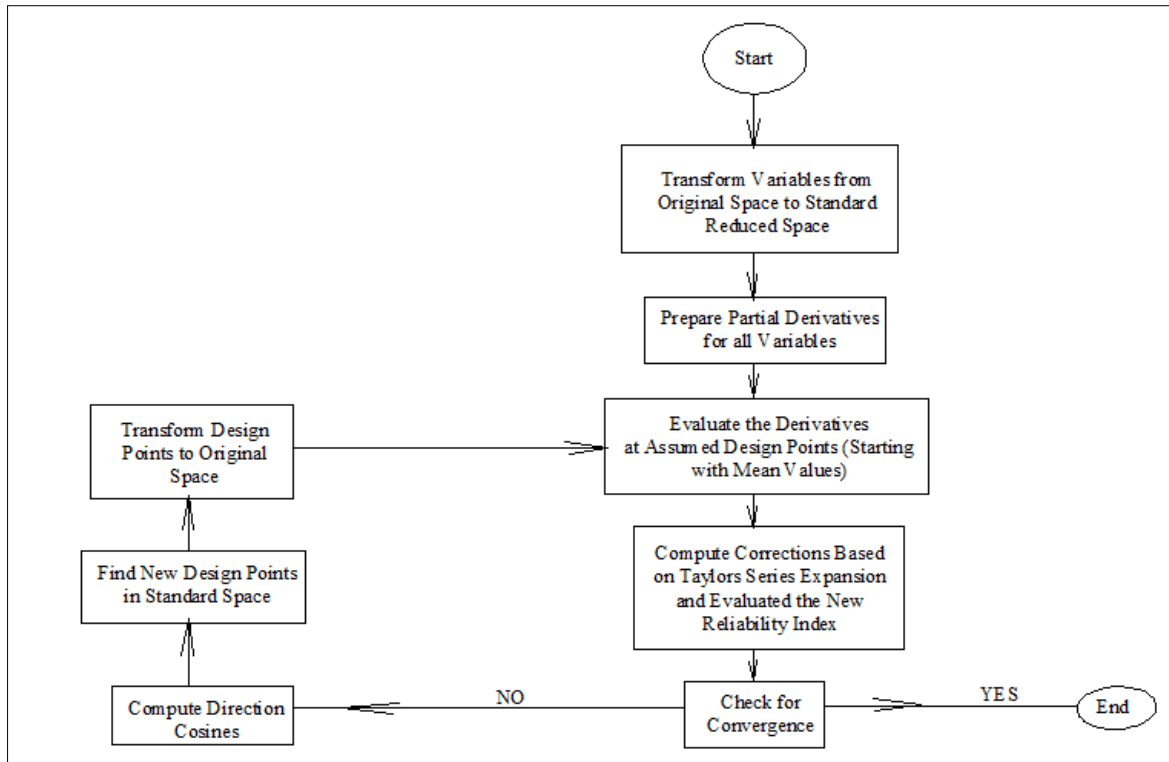 Start
Transform Variables from
Original Space to Standard
Reduced Space
Prepare Partial Derivatives
for all Variables
Evaluate the Derivatives
at Assumed Design Points (Starting
with Mean Values)
Compute Corrections Based
on Taylors Series Expansion
and Evaluated the New
Reliability Index
Check for
Convergence
YES
End
NO
Compute Direction
Cosines
Find New Design Points
in Standard Space
Transform Design
Points to Original
Space